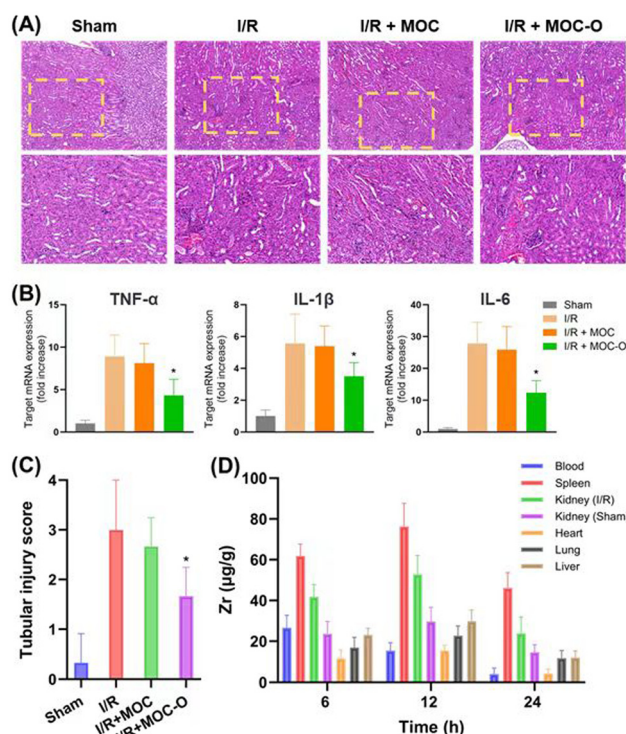 (A)
Sham
I/R
I/R + MOC
I/R + MOC-O
(B)
TNF-α
IL-1β
IL-6
Target mRNA expression
(fold increase)
15
10
5
0
*
Target mRNA expression
(fold increase)
8
6
4
2
0
*
Target mRNA expression
(fold increase)
40
30
20
10
0
*
Sham
I/R
I/R + MOC
I/R + MOC-O
(C)
Tubular injury score
4
3
2
1
0
*
Sham
I/R
I/R+MOC
I/R+MOC-O
(D)
Zr (μg/g)
100
80
60
40
20
0
6
12
24
Time (h)
Blood
Spleen
Kidney (I/R)
Kidney (Sham)
Heart
Lung
Liver